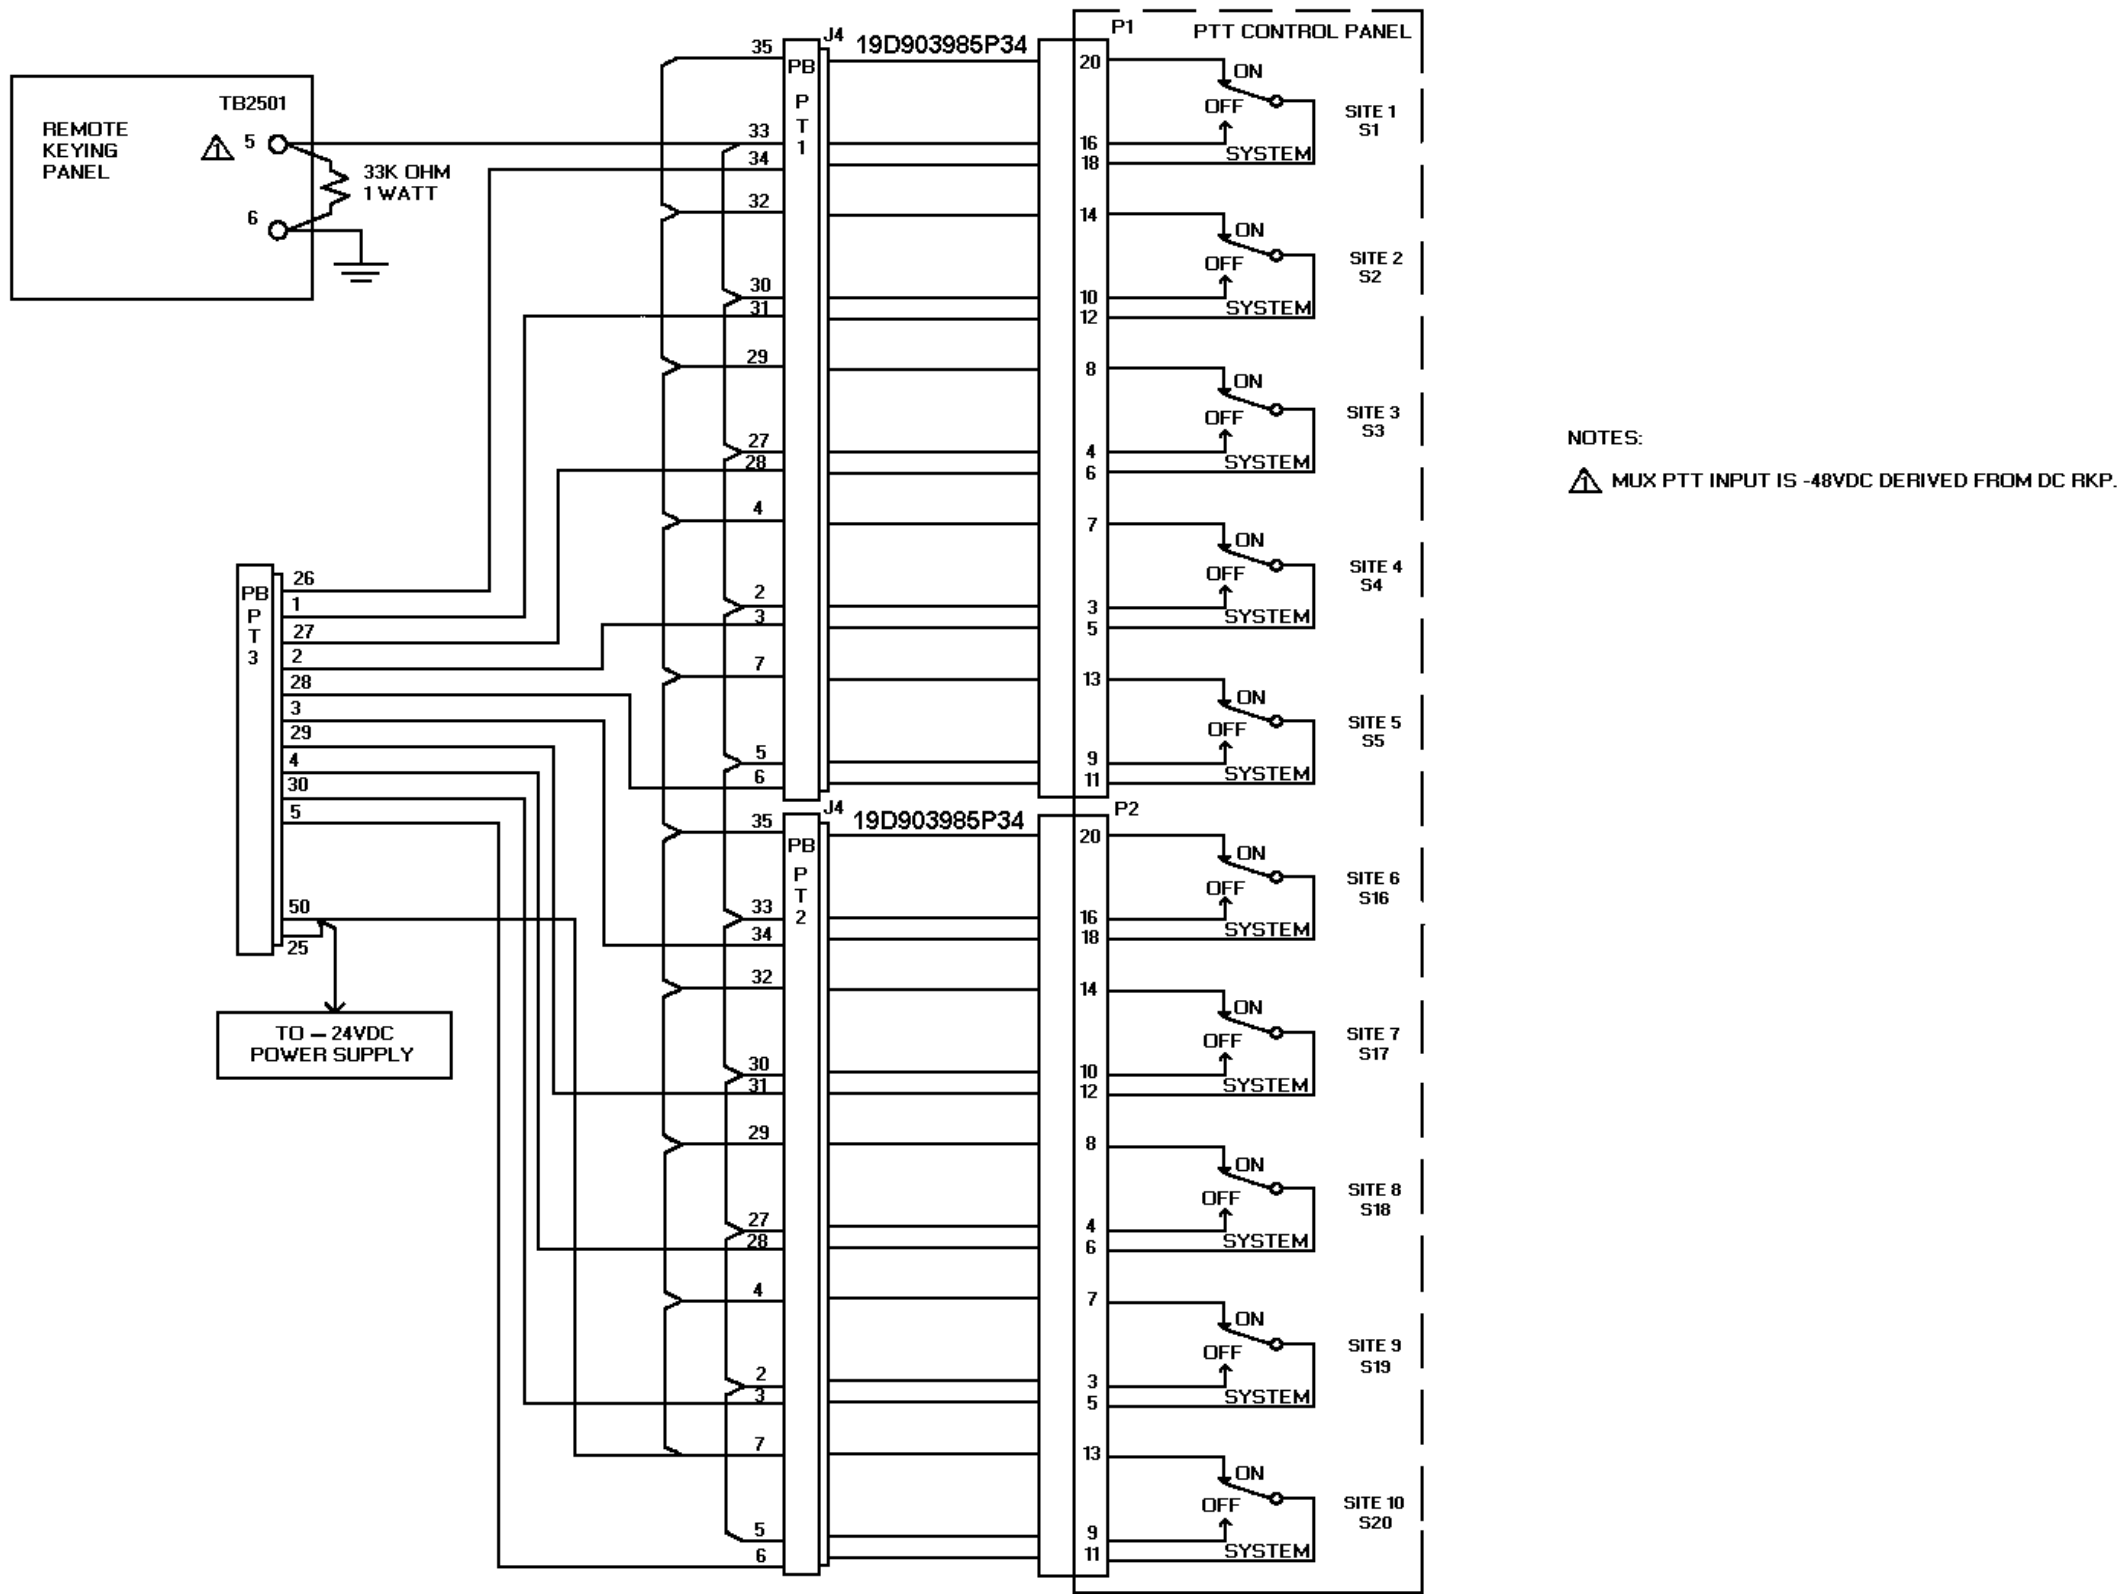 REMOTE
KEYING
PANEL
TB2501
5
6
33K OHM
1 WATT
PB
P
T
3
26
1
27
2
28
3
29
4
30
5
50
25
TO – 24VDC
POWER SUPPLY
J4
19D903985P34
PB
P
T
1
35
33
34
32
30
31
29
27
28
4
2
3
7
5
6
J4
19D903985P34
PB
P
T
2
35
33
34
32
30
31
29
27
28
4
2
3
7
5
6
P1
PTT CONTROL PANEL
20
ON
OFF
16
SYSTEM
18
SITE 1
S1
14
ON
OFF
10
SYSTEM
12
SITE 2
S2
8
ON
OFF
4
SYSTEM
6
SITE 3
S3
7
ON
OFF
3
SYSTEM
5
SITE 4
S4
13
ON
OFF
9
SYSTEM
11
SITE 5
S5
P2
20
ON
OFF
16
SYSTEM
18
SITE 6
S16
14
ON
OFF
10
SYSTEM
12
SITE 7
S17
8
ON
OFF
4
SYSTEM
6
SITE 8
S18
7
ON
OFF
3
SYSTEM
5
SITE 9
S19
13
ON
OFF
9
SYSTEM
11
SITE 10
S20
NOTES:
1 MUX PTT INPUT IS -48VDC DERIVED FROM DC RKP.